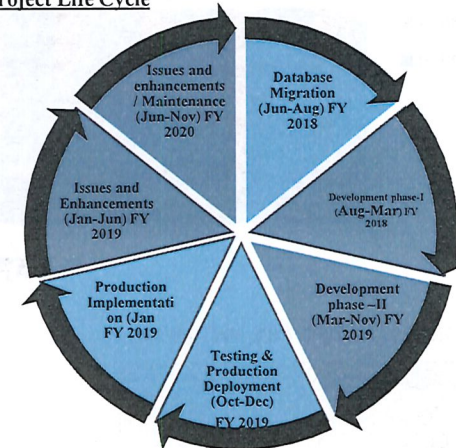 Project Life Cycle
Database
Migration
(Jun-Aug) FY
2018
Development phase-I
(Aug-Mar) FY
2018
Development
phase –II
(Mar-Nov) FY
2019
Testing &
Production
Deployment
(Oct-Dec)
FY 2019
Production
Implementati
on (Jan
FY 2019
Issues and
Enhancements
(Jan-Jun) FY
2019
Issues and
enhancements
/ Maintenance
(Jun-Nov) FY
2020